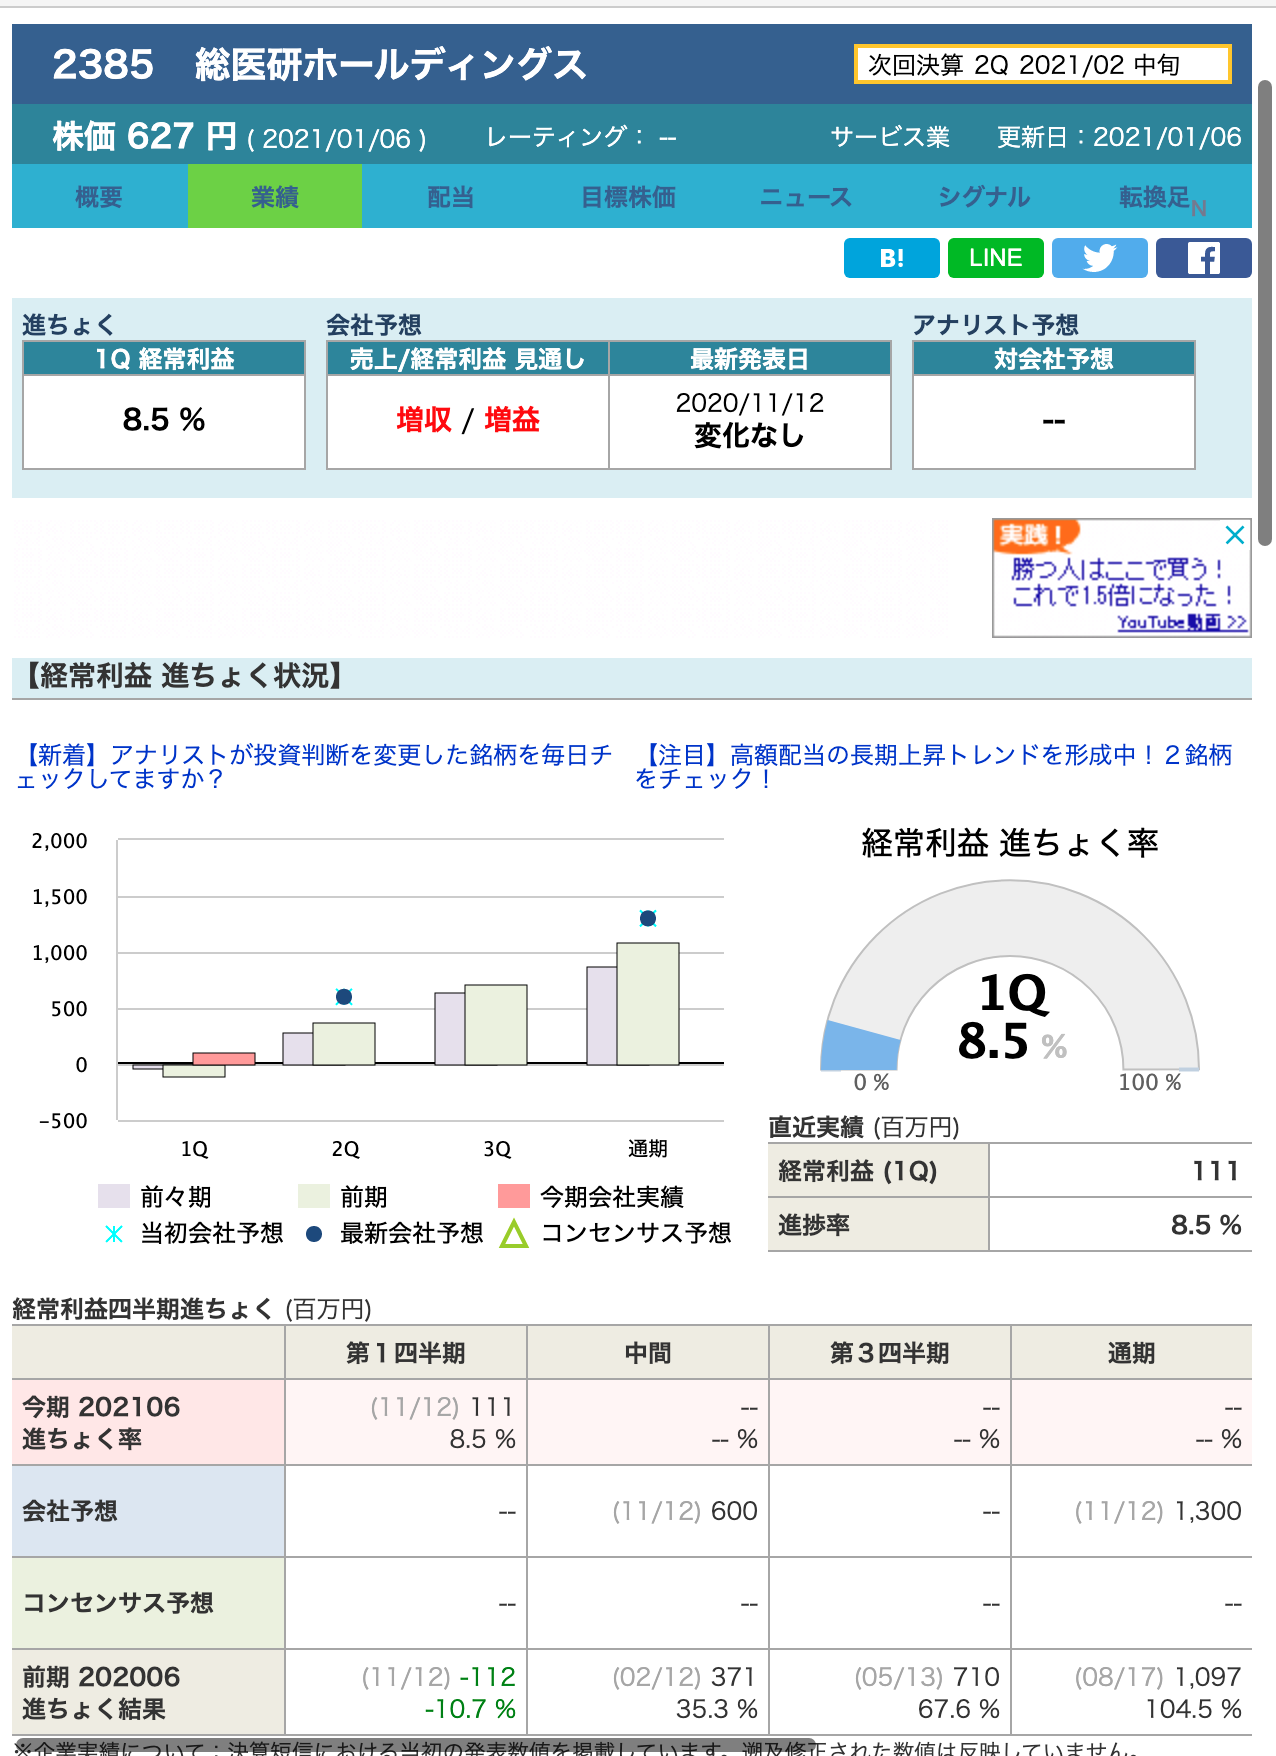 2385 総医研ホールディングス
次回決算 2Q 2021/02 中旬
株価 627 円 ( 2021/01/06 ) レーティング： -- サービス業 更新日：2021/01/06
概要 業績 配当 目標株価 ニュース シグナル 転換足N
B! LINE
進ちょく 会社予想 アナリスト予想
1Q 経常利益 売上/経常利益 見通し 最新発表日 対会社予想
8.5 % 増収 / 増益 2020/11/12 --
変化なし
実践！
勝つ人はここで買う！
これで1.5倍になった！
YouTube動画 >>
【経常利益 進ちょく状況】
【新着】アナリストが投資判断を変更した銘柄を毎日チ
ェックしてますか？
【注目】高額配当の長期上昇トレンドを形成中！２銘柄
をチェック！
2,000
1,500
1,000
500
0
-500
1Q 2Q 3Q 通期
前々期 前期 今期会社実績
当初会社予想 最新会社予想 コンセンサス予想
経常利益 進ちょく率
1Q
8.5 %
0 % 100 %
直近実績 (百万円)
経常利益 (1Q) 111
進捗率 8.5 %
経常利益四半期進ちょく (百万円)
第１四半期 中間 第３四半期 通期
今期 202106 (11/12) 111 -- -- --
進ちょく率 8.5 % -- % -- % -- %
会社予想 -- (11/12) 600 -- (11/12) 1,300
コンセンサス予想 -- -- -- --
前期 202006 (11/12) -112 (02/12) 371 (05/13) 710 (08/17) 1,097
進ちょく結果 -10.7 % 35.3 % 67.6 % 104.5 %
※企業実績について：決算短信における当初の発表数値を掲載しています。遡及修正された数値は反映していません。